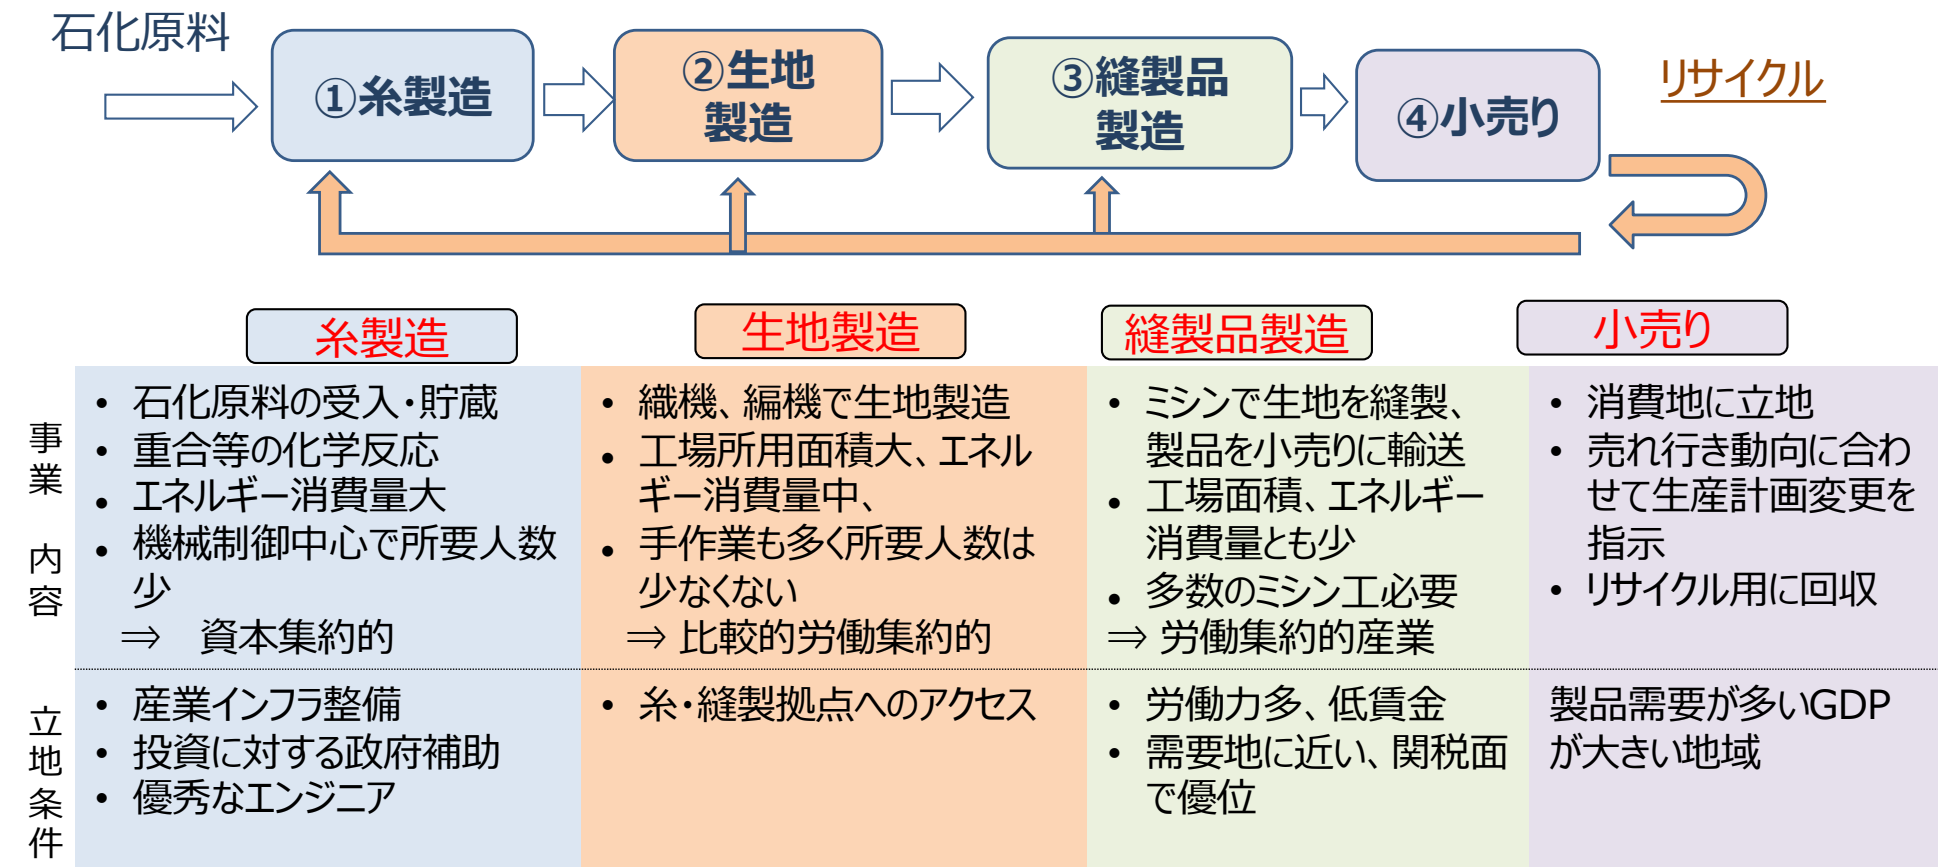 石化原料
①糸製造
②生地
製造
③縫製品
製造
④小売り
リサイクル
糸製造
生地製造
縫製品製造
小売り
事業内容
• 石化原料の受入・貯蔵
• 重合等の化学反応
• エネルギー消費量大
• 機械制御中心で所要人数
少
⇒ 資本集約的
• 織機、編機で生地製造
• 工場所用面積大、エネル
ギー消費量中、
• 手作業も多く所要人数は
少なくない
⇒ 比較的労働集約的
• ミシンで生地を縫製、
製品を小売りに輸送
• 工場面積、エネルギー
消費量とも少
• 多数のミシン工必要
⇒ 労働集約的産業
• 消費地に立地
• 売れ行き動向に合わ
せて生産計画変更を
指示
• リサイクル用に回収
立地条件
• 産業インフラ整備
• 投資に対する政府補助
• 優秀なエンジニア
• 糸・縫製拠点へのアクセス
• 労働力多、低賃金
• 需要地に近い、関税面
で優位
製品需要が多いGDP
が大きい地域